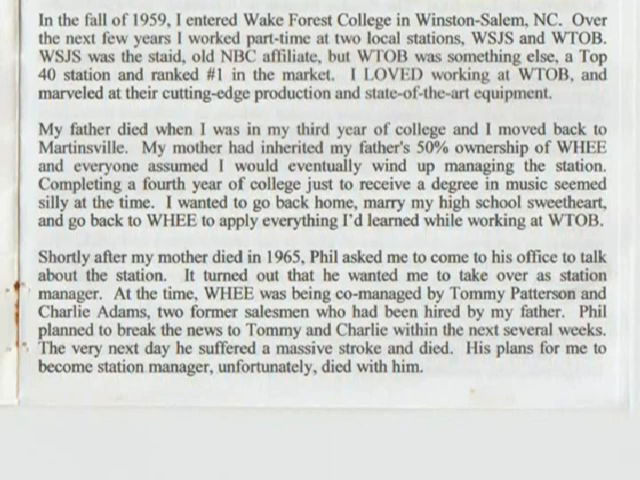 In the fall of 1959, I entered Wake Forest College in Winston-Salem, NC. Over
the next few years I worked part-time at two local stations, WSJS and WTOB.
WSJS was the staid, old NBC affiliate, but WTOB was something else, a Top
40 station and ranked #1 in the market. I LOVED working at WTOB, and
marveled at their cutting-edge production and state-of-the-art equipment.
My father died when I was in my third year of college and I moved back to
Martinsville. My mother had inherited my father's 50% ownership of WHEE
and everyone assumed I would eventually wind up managing the station.
Completing a fourth year of college just to receive a degree in music seemed
silly at the time. I wanted to go back home, marry my high school sweetheart,
and go back to WHEE to apply everything I'd learned while working at WTOB.
Shortly after my mother died in 1965, Phil asked me to come to his office to talk
about the station. It turned out that he wanted me to take over as station
manager. At the time, WHEE was being co-managed by Tommy Patterson and
Charlie Adams, two former salesmen who had been hired by my father. Phil
planned to break the news to Tommy and Charlie within the next several weeks.
The very next day he suffered a massive stroke and died. His plans for me to
become station manager, unfortunately, died with him.